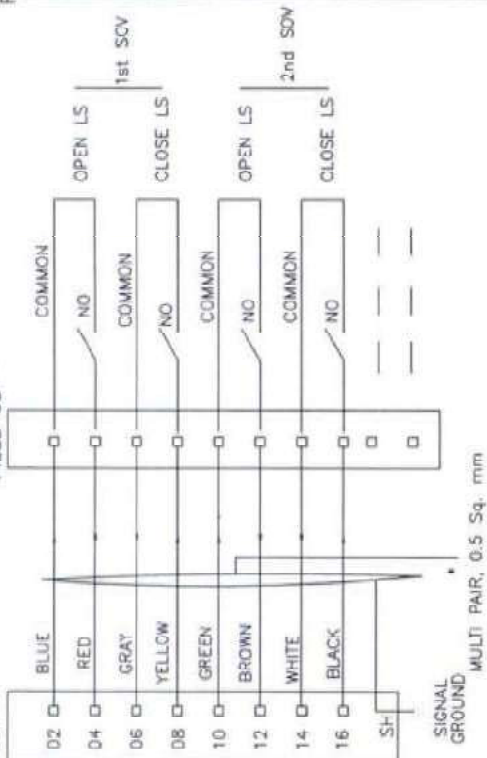 02 BLUE COMMON
OPEN LS
04 RED NO
1st SOV
06 GRAY COMMON
CLOSE LS
08 YELLOW NO
10 GREEN COMMON
OPEN LS
12 BROWN NO
2nd SOV
14 WHITE COMMON
CLOSE LS
16 BLACK NO
SH
SIGNAL
GROUND
MULTI PAIR, 0.5 Sq. mm